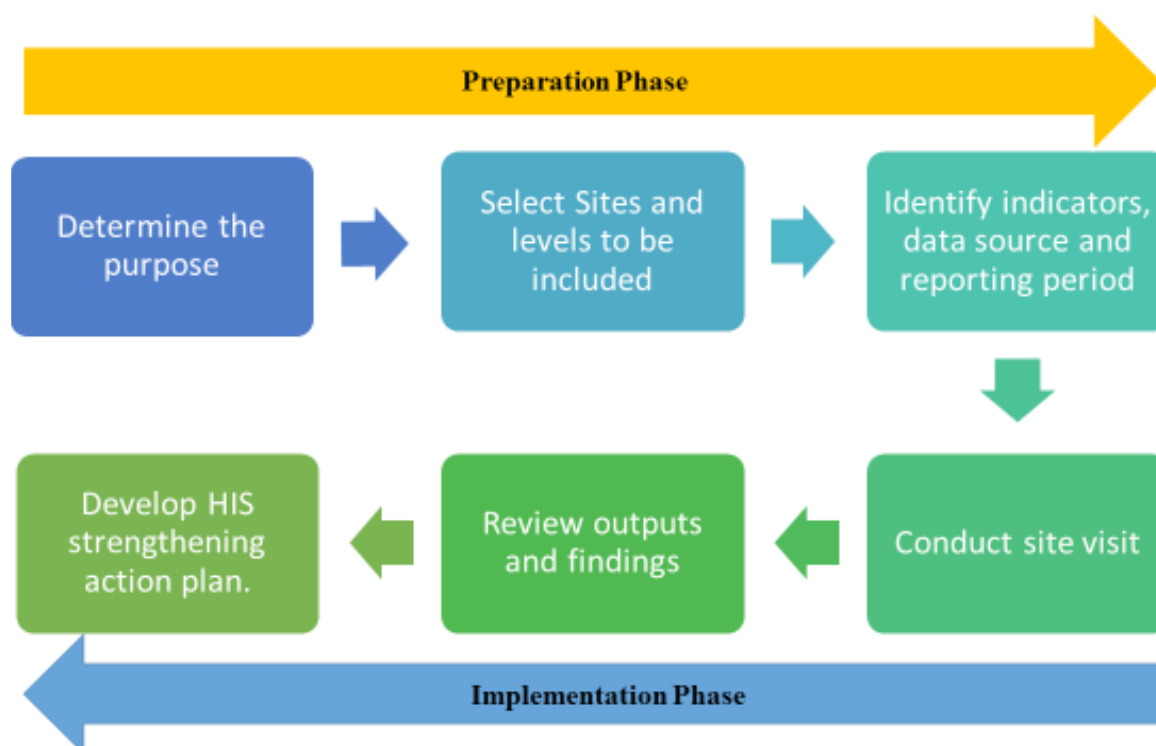 Preparation Phase
Determine the
purpose
Select Sites and
levels to be
included
Identify indicators,
data source and
reporting period
Conduct site visit
Review outputs
and findings
Develop HIS
strengthening
action plan.
Implementation Phase